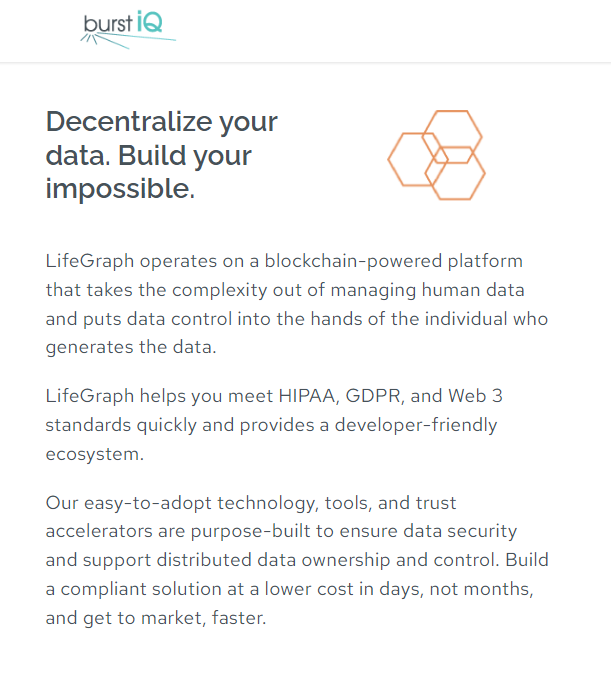 burst iQ
Decentralize your
data. Build your
impossible.
LifeGraph operates on a blockchain-powered platform
that takes the complexity out of managing human data
and puts data control into the hands of the individual who
generates the data.
LifeGraph helps you meet HIPAA, GDPR, and Web 3
standards quickly and provides a developer-friendly
ecosystem.
Our easy-to-adopt technology, tools, and trust
accelerators are purpose-built to ensure data security
and support distributed data ownership and control. Build
a compliant solution at a lower cost in days, not months,
and get to market, faster.